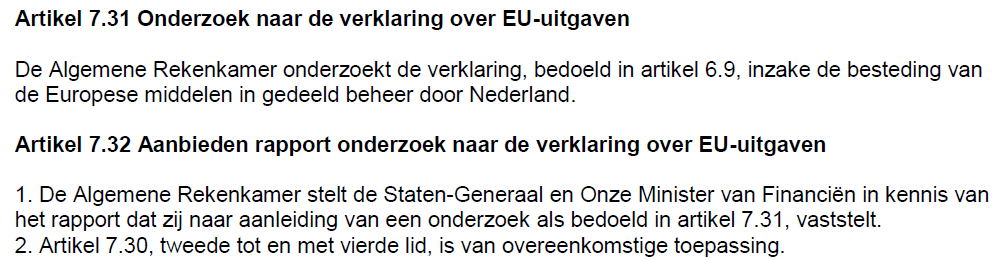 Artikel 7.31 Onderzoek naar de verklaring over EU-uitgaven
De Algemene Rekenkamer onderzoekt de verklaring, bedoeld in artikel 6.9, inzake de besteding van
de Europese middelen in gedeeld beheer door Nederland.
Artikel 7.32 Aanbieden rapport onderzoek naar de verklaring over EU-uitgaven
1. De Algemene Rekenkamer stelt de Staten-Generaal en Onze Minister van Financiën in kennis van
het rapport dat zij naar aanleiding van een onderzoek als bedoeld in artikel 7.31, vaststelt.
2. Artikel 7.30, tweede tot en met vierde lid, is van overeenkomstige toepassing.